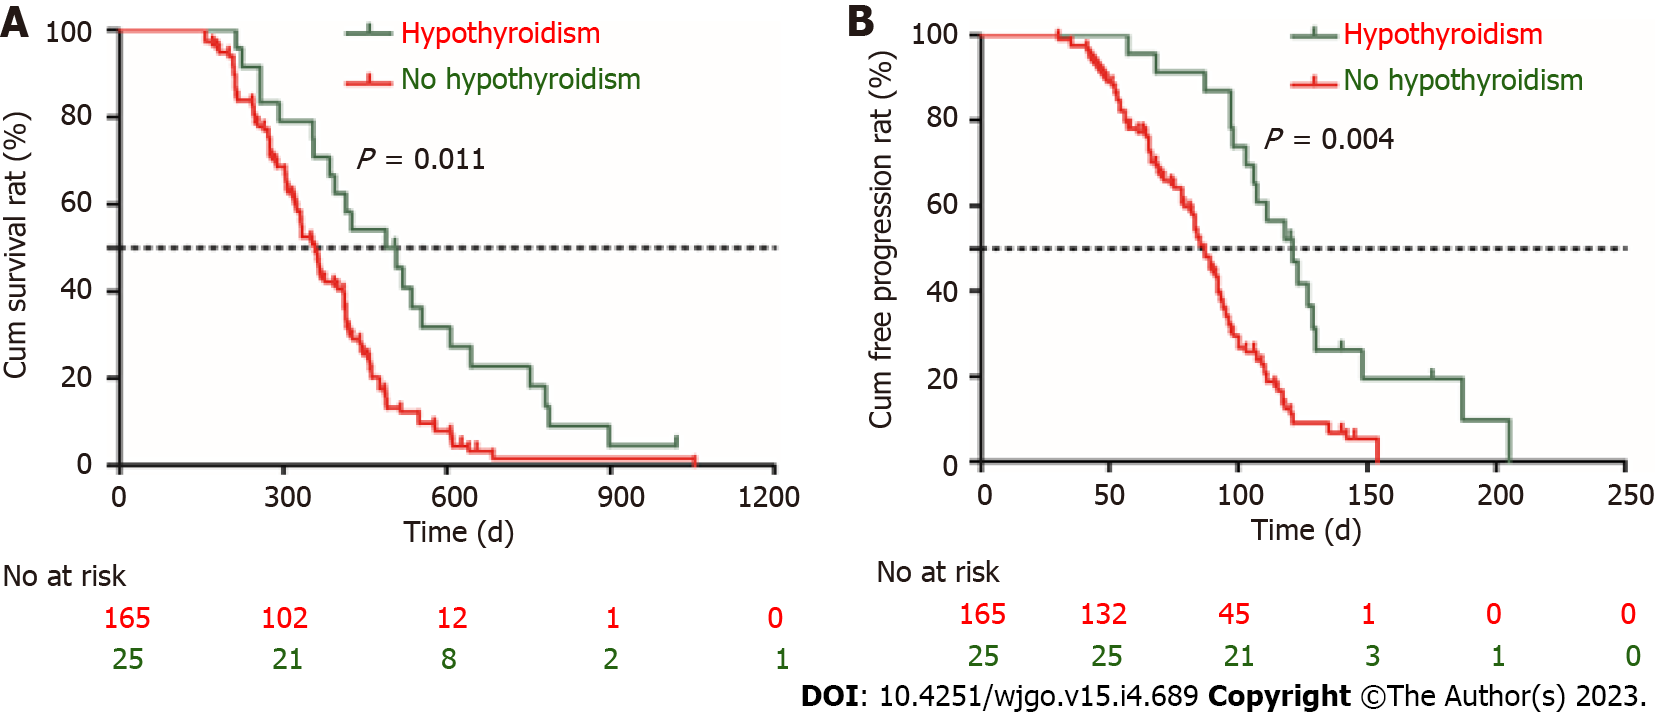 A
Hypothyroidism
No hypothyroidism
P = 0.011
Cum survival rat (%)
100
80
60
40
20
0
0 300 600 900 1200
Time (d)
No at risk
165 102 12 1 0
25 21 8 2 1
B
Hypothyroidism
No hypothyroidism
P = 0.004
Cum free progression rat (%)
100
80
60
40
20
0
0 50 100 150 200 250
Time (d)
No at risk
165 132 45 1 0 0
25 25 21 3 1 0
DOI: 10.4251/wjgo.v15.i4.689 Copyright ©The Author(s) 2023.